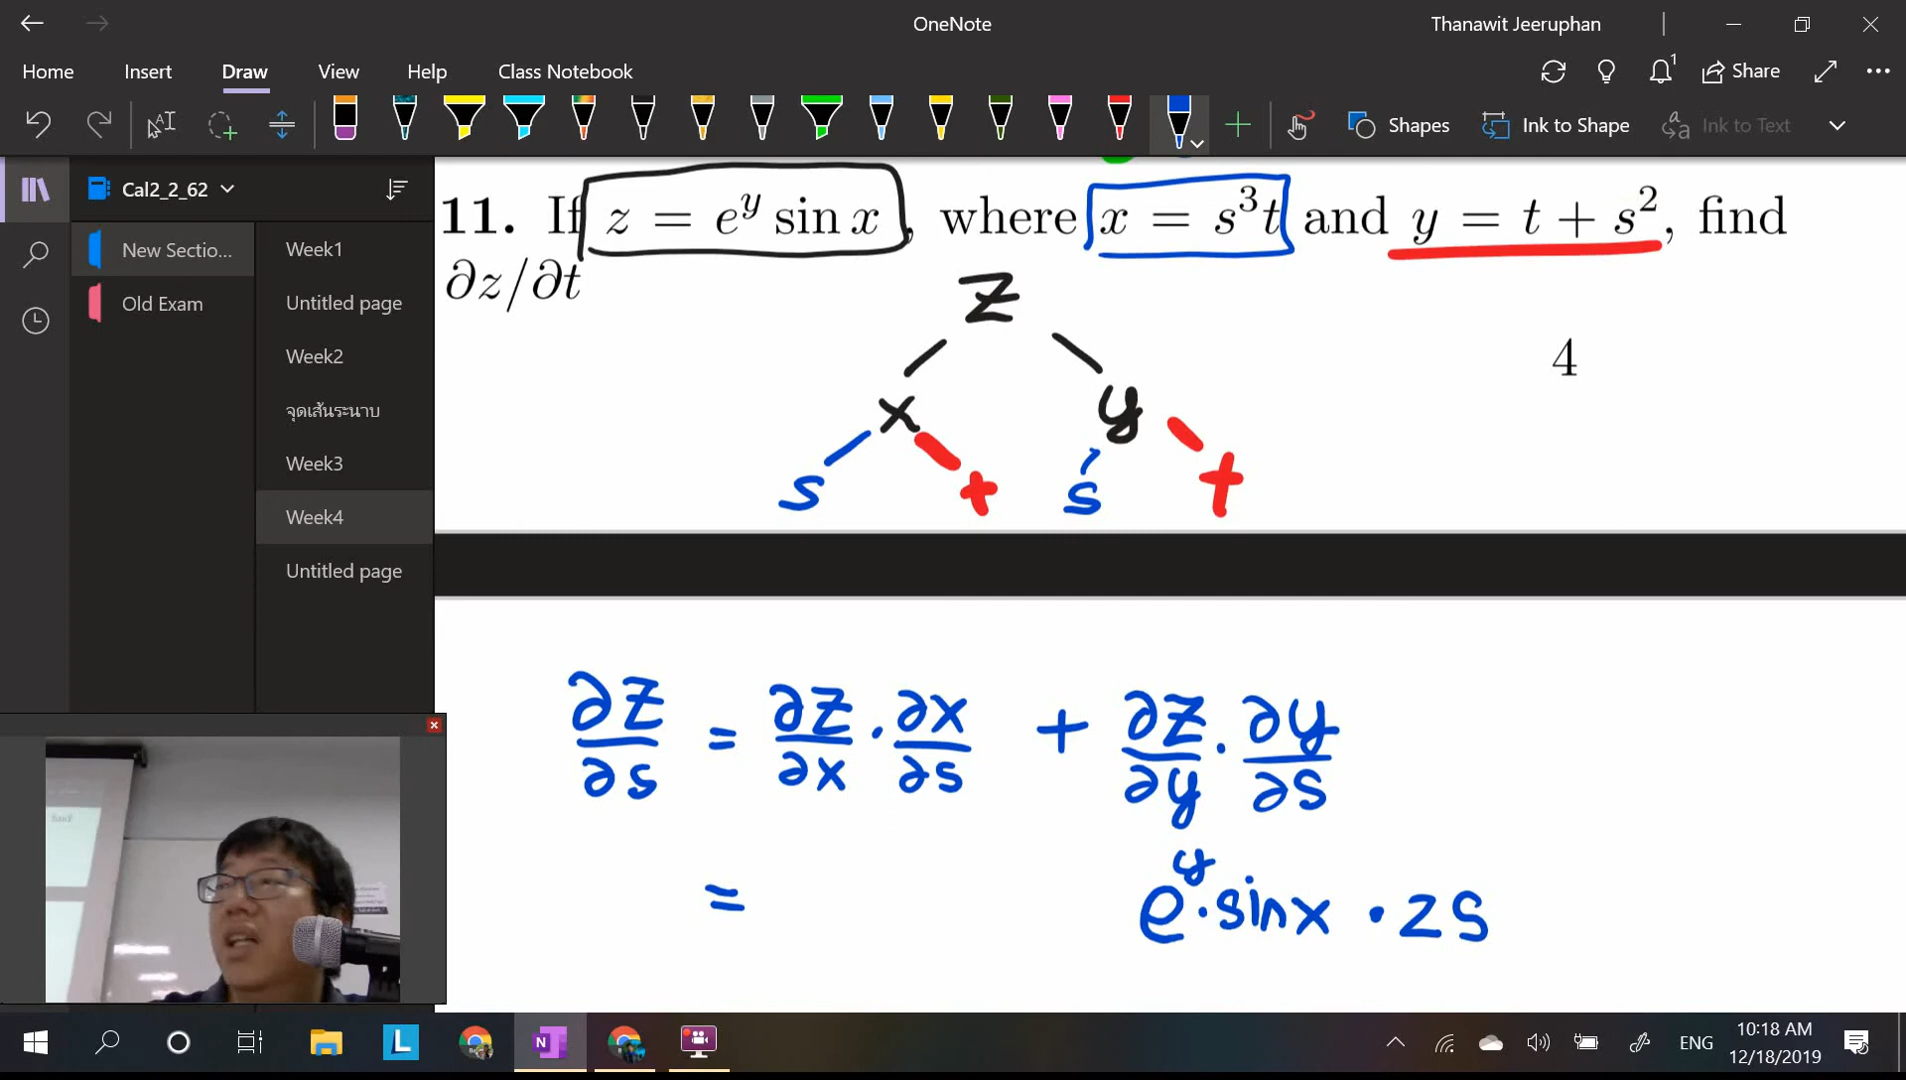 OneNote
Thanawit Jeeruphan
Home Insert Draw View Help Class Notebook
1 Share
Shapes Ink to Shape Ink to Text
Cal2_2_62
New Sectio...
Old Exam
Week1
Untitled page
Week2
จุดเส้นระนาบ
Week3
Week4
Untitled page
11. If z = e^y sin x, where x = s^3t and y = t + s^2, find
∂z/∂t
z
4
x y
s t s t
∂z/∂s = ∂z/∂x · ∂x/∂s + ∂z/∂y · ∂y/∂s
= e^y · sin x · 2s
find
ENG
10:18 AM
12/18/2019